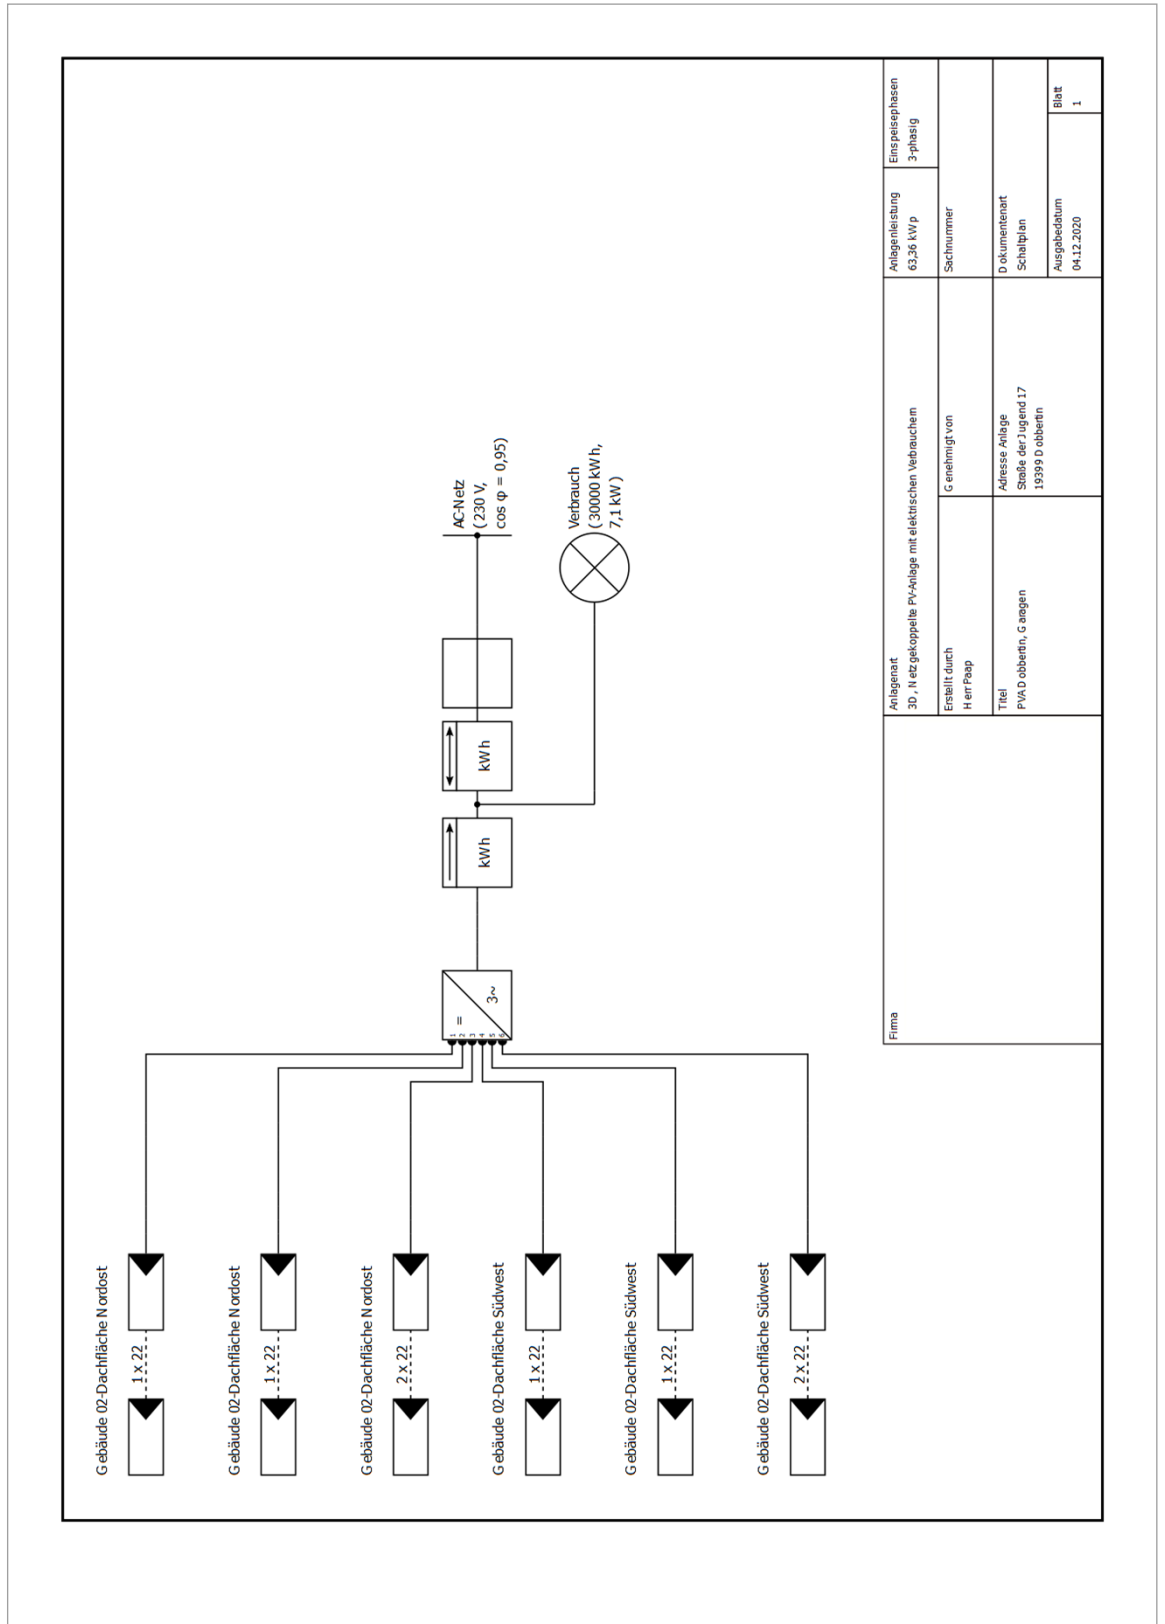 Gebäude 02-Dachfläche Nordost
1 x 22
Gebäude 02-Dachfläche Nordost
1 x 22
Gebäude 02-Dachfläche Nordost
2 x 22
Gebäude 02-Dachfläche Südwest
1 x 22
Gebäude 02-Dachfläche Südwest
1 x 22
Gebäude 02-Dachfläche Südwest
2 x 22
1
2
3
4
5
6
=
3~
kWh
kWh
AC-Netz
(230 V,
cos φ = 0,95)
Verbrauch
(30000 kWh,
7,1 kW)
Firma
Anlagenart
3D, Netzgekoppelte PV-Anlage mit elektrischen Verbrauchern
Anlagenleistung
63,36 kWp
Einspeisephasen
3-phasig
Erstellt durch
Herr Paap
Genehmigt von
Sachnummer
Titel
PVA Dobbertin, Garagen
Adresse Anlage
Straße der Jugend 17
19399 Dobbertin
Dokumentenart
Schaltplan
Ausgabedatum
04.12.2020
Blatt
1